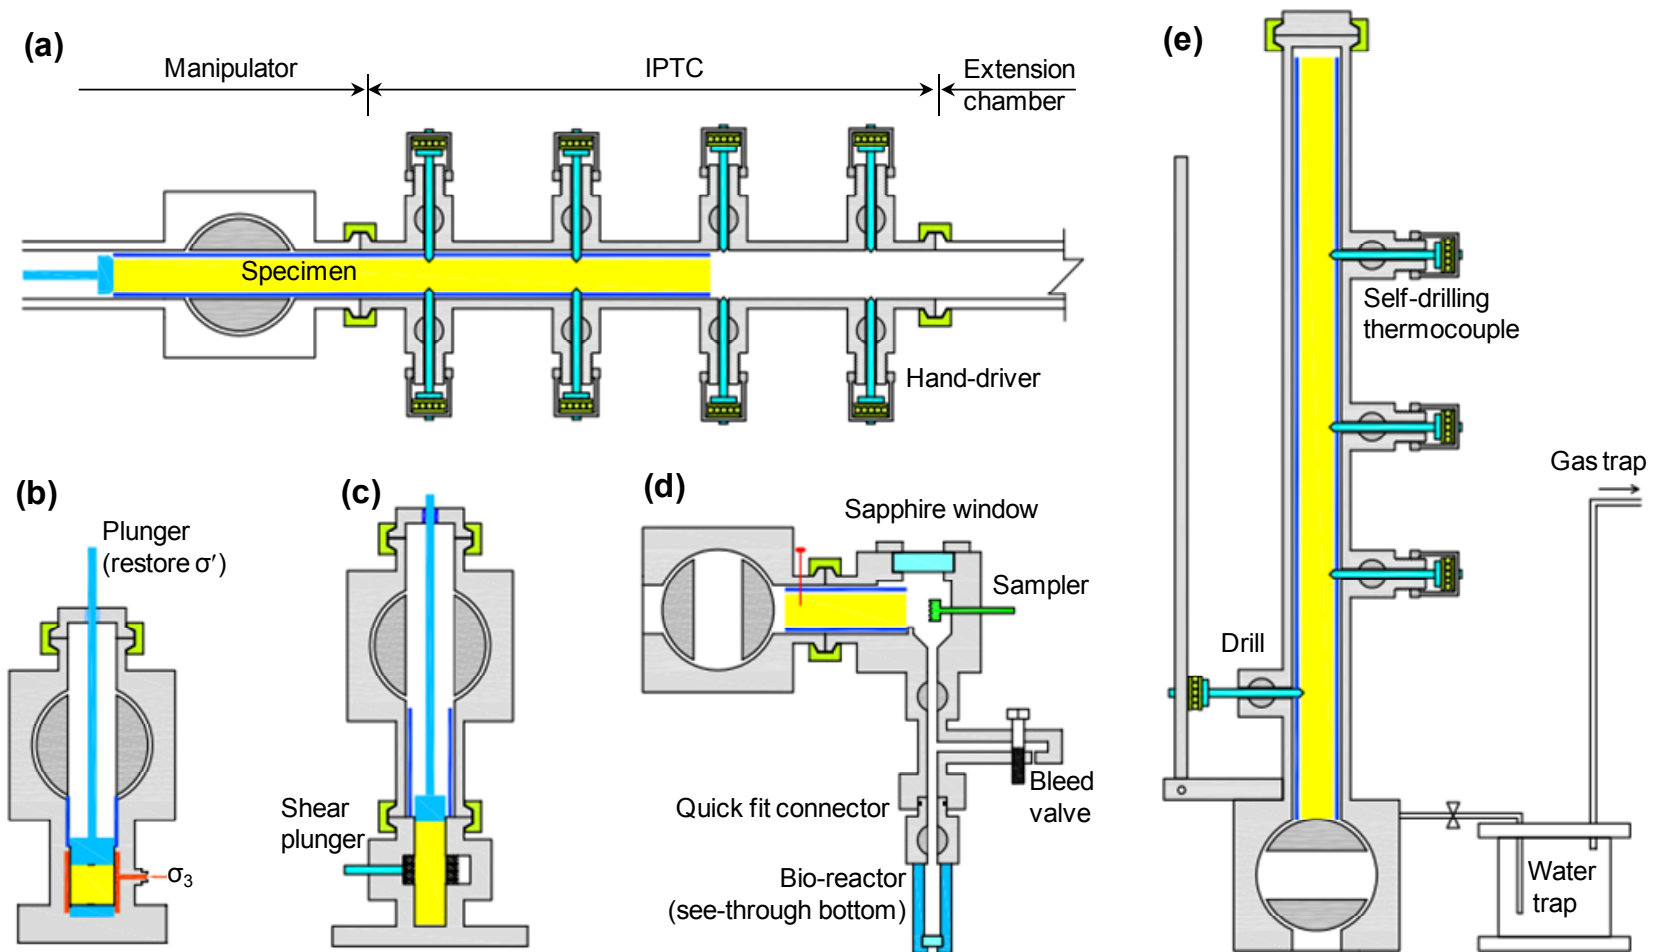 (a)
Manipulator
IPTC
Extension
chamber
Specimen
Hand-driver
(b)
Plunger
(restore σ′)
σ3
(c)
Shear
plunger
(d)
Sapphire window
Sampler
Bleed
valve
Quick fit connector
Bio-reactor
(see-through bottom)
(e)
Self-drilling
thermocouple
Drill
Gas trap
Water
trap